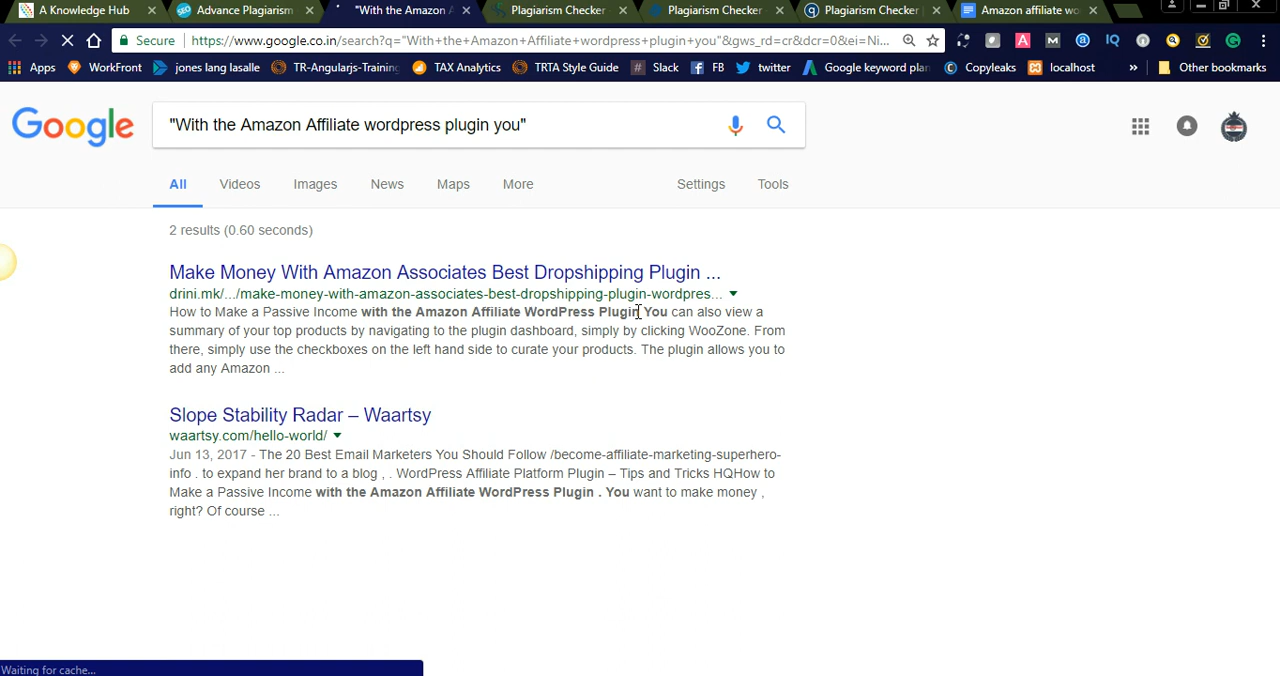 A Knowledge Hub
Advance Plagiarism
"With the Amazon A
Plagiarism Checker
Plagiarism Checker
Plagiarism Checker
Amazon affiliate wo
Secure
https://www.google.co.in/search?q="With+the+Amazon+Affiliate+wordpress+plugin+you"&gws_rd=cr&dcr=0&ei=Ni...
Apps
WorkFront
jones lang lasalle
TR-Angularjs-Training
TAX Analytics
TRTA Style Guide
Slack
FB
twitter
Google keyword plan
Copyleaks
localhost
»
Other bookmarks
Google
"With the Amazon Affiliate wordpress plugin you"
All
Videos
Images
News
Maps
More
Settings
Tools
2 results (0.60 seconds)
Make Money With Amazon Associates Best Dropshipping Plugin ...
drini.mk/.../make-money-with-amazon-associates-best-dropshipping-plugin-wordpres...
How to Make a Passive Income with the Amazon Affiliate WordPress Plugin You can also view a
summary of your top products by navigating to the plugin dashboard, simply by clicking WooZone. From
there, simply use the checkboxes on the left hand side to curate your products. The plugin allows you to
add any Amazon ...
Slope Stability Radar – Waartsy
waartsy.com/hello-world/
Jun 13, 2017 - The 20 Best Email Marketers You Should Follow /become-affiliate-marketing-superhero-
info . to expand her brand to a blog , . WordPress Affiliate Platform Plugin – Tips and Tricks HQHow to
Make a Passive Income with the Amazon Affiliate WordPress Plugin . You want to make money ,
right? Of course ...
Waiting for cache...